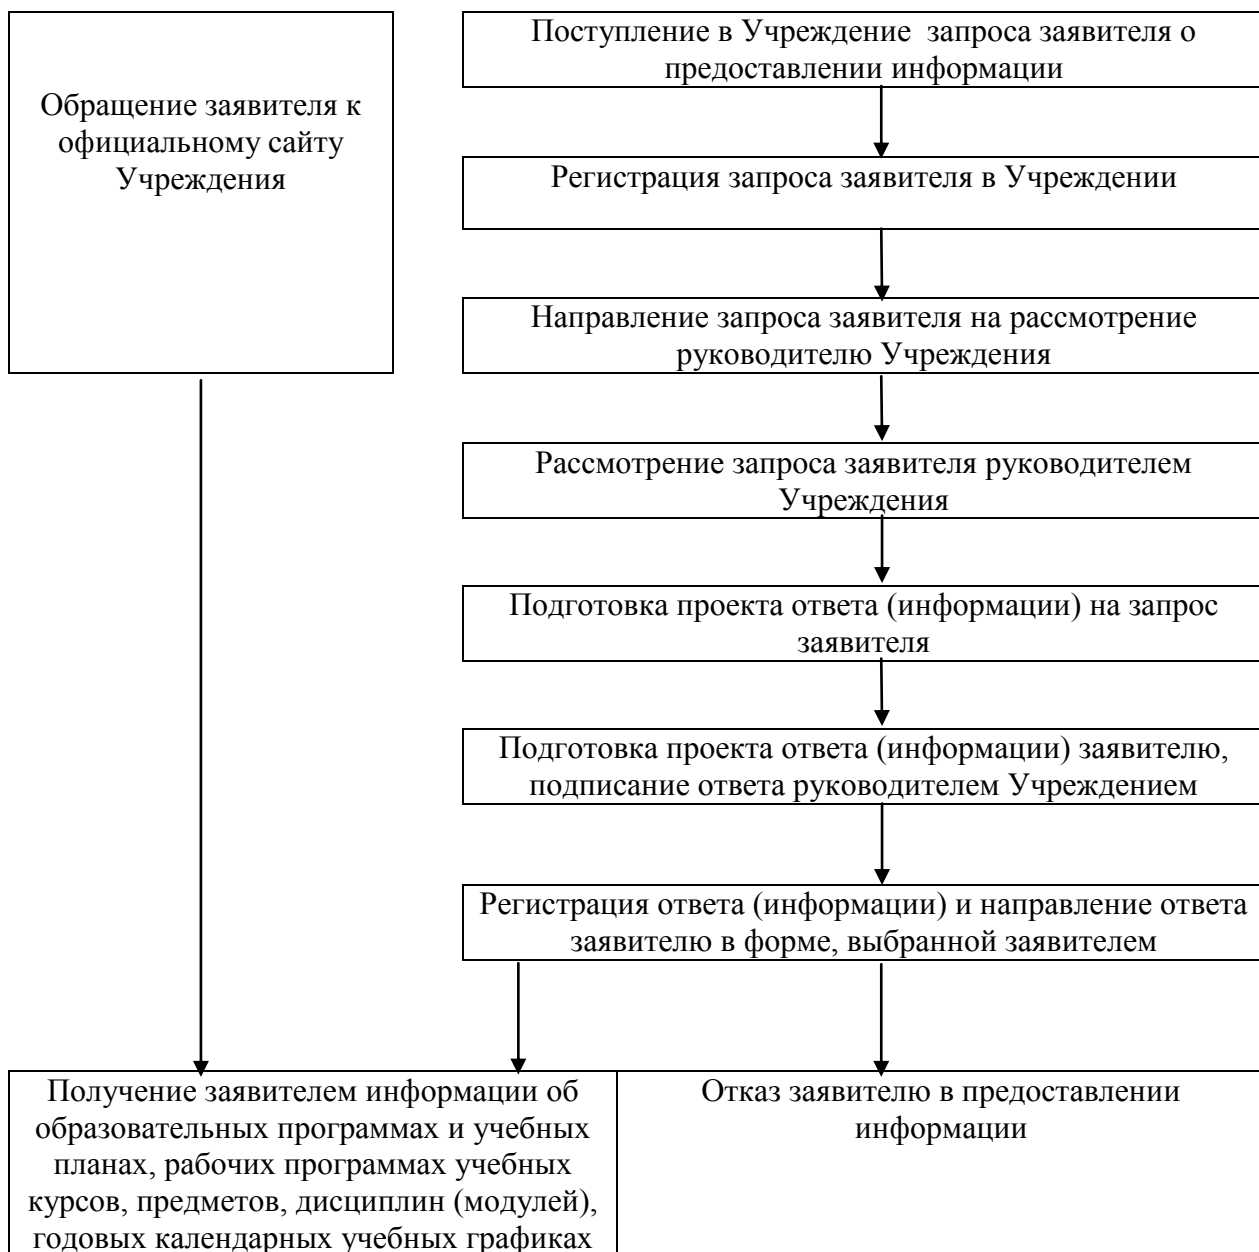 Обращение заявителя к
официальному сайту
Учреждения
Поступление в Учреждение  запроса заявителя о
предоставлении информации
Регистрация запроса заявителя в Учреждении
Направление запроса заявителя на рассмотрение
руководителю Учреждения
Рассмотрение запроса заявителя руководителем
Учреждения
Подготовка проекта ответа (информации) на запрос
заявителя
Подготовка проекта ответа (информации) заявителю,
подписание ответа руководителем Учреждением
Регистрация ответа (информации) и направление ответа
заявителю в форме, выбранной заявителем
Получение заявителем информации об
образовательных программах и учебных
планах, рабочих программах учебных
курсов, предметов, дисциплин (модулей),
годовых календарных учебных графиках
Отказ заявителю в предоставлении
информации